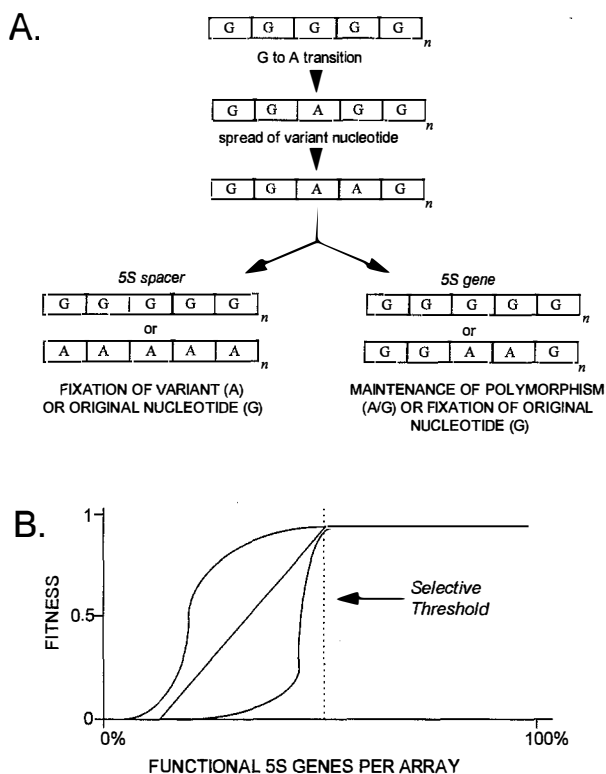 A.
G G G G G n
G to A transition
G G A G G n
spread of variant nucleotide
G G A A G n
5S spacer
G G G G G n
or
A A A A A n
FIXATION OF VARIANT (A)
OR ORIGINAL NUCLEOTIDE (G)
5S gene
G G G G G n
or
G G A A G n
MAINTENANCE OF POLYMORPHISM
(A/G) OR FIXATION OF ORIGINAL
NUCLEOTIDE (G)
B.
1
0.5
0
FITNESS
Selective
Threshold
0%
100%
FUNCTIONAL 5S GENES PER ARRAY